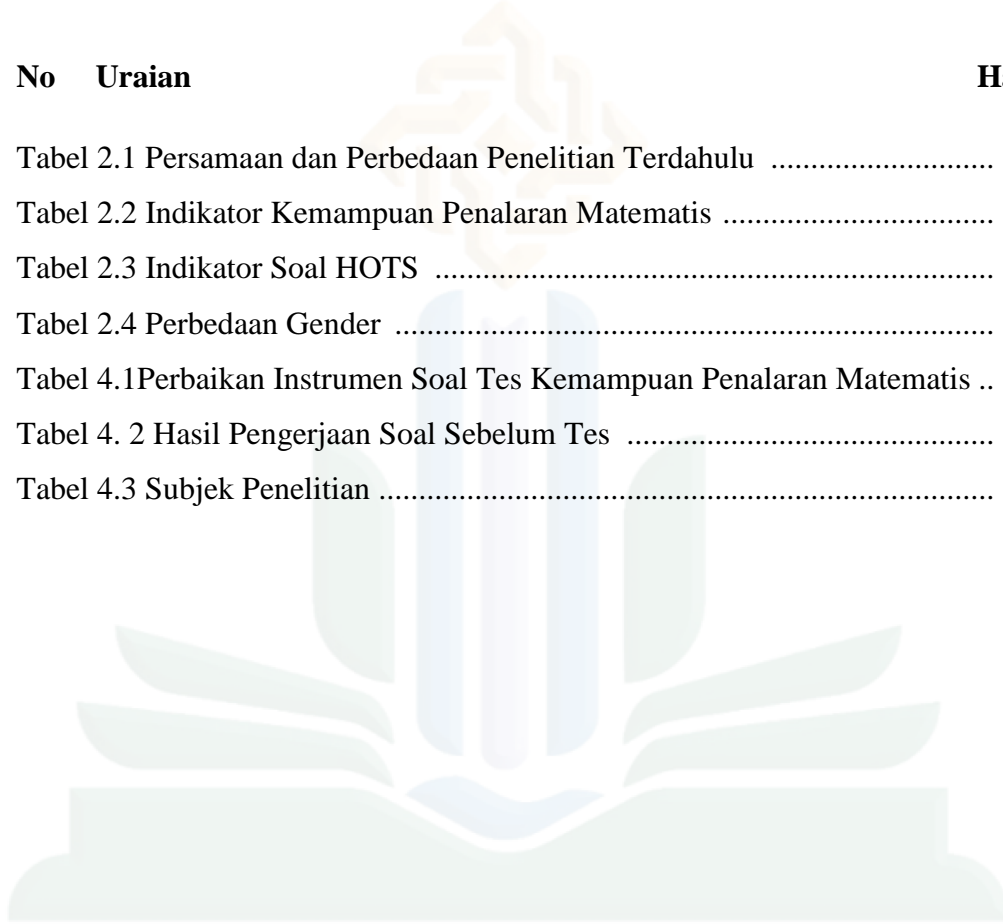 No Uraian
Tabel 2.1 Persamaan dan Perbedaan Penelitian Terdahulu ...........................
Tabel 2.2 Indikator Kemampuan Penalaran Matematis .................................
Tabel 2.3 Indikator Soal HOTS .....................................................................
Tabel 2.4 Perbedaan Gender ..........................................................................
Tabel 4.1Perbaikan Instrumen Soal Tes Kemampuan Penalaran Matematis ..
Tabel 4. 2 Hasil Pengerjaan Soal Sebelum Tes .............................................
Tabel 4.3 Subjek Penelitian ............................................................................